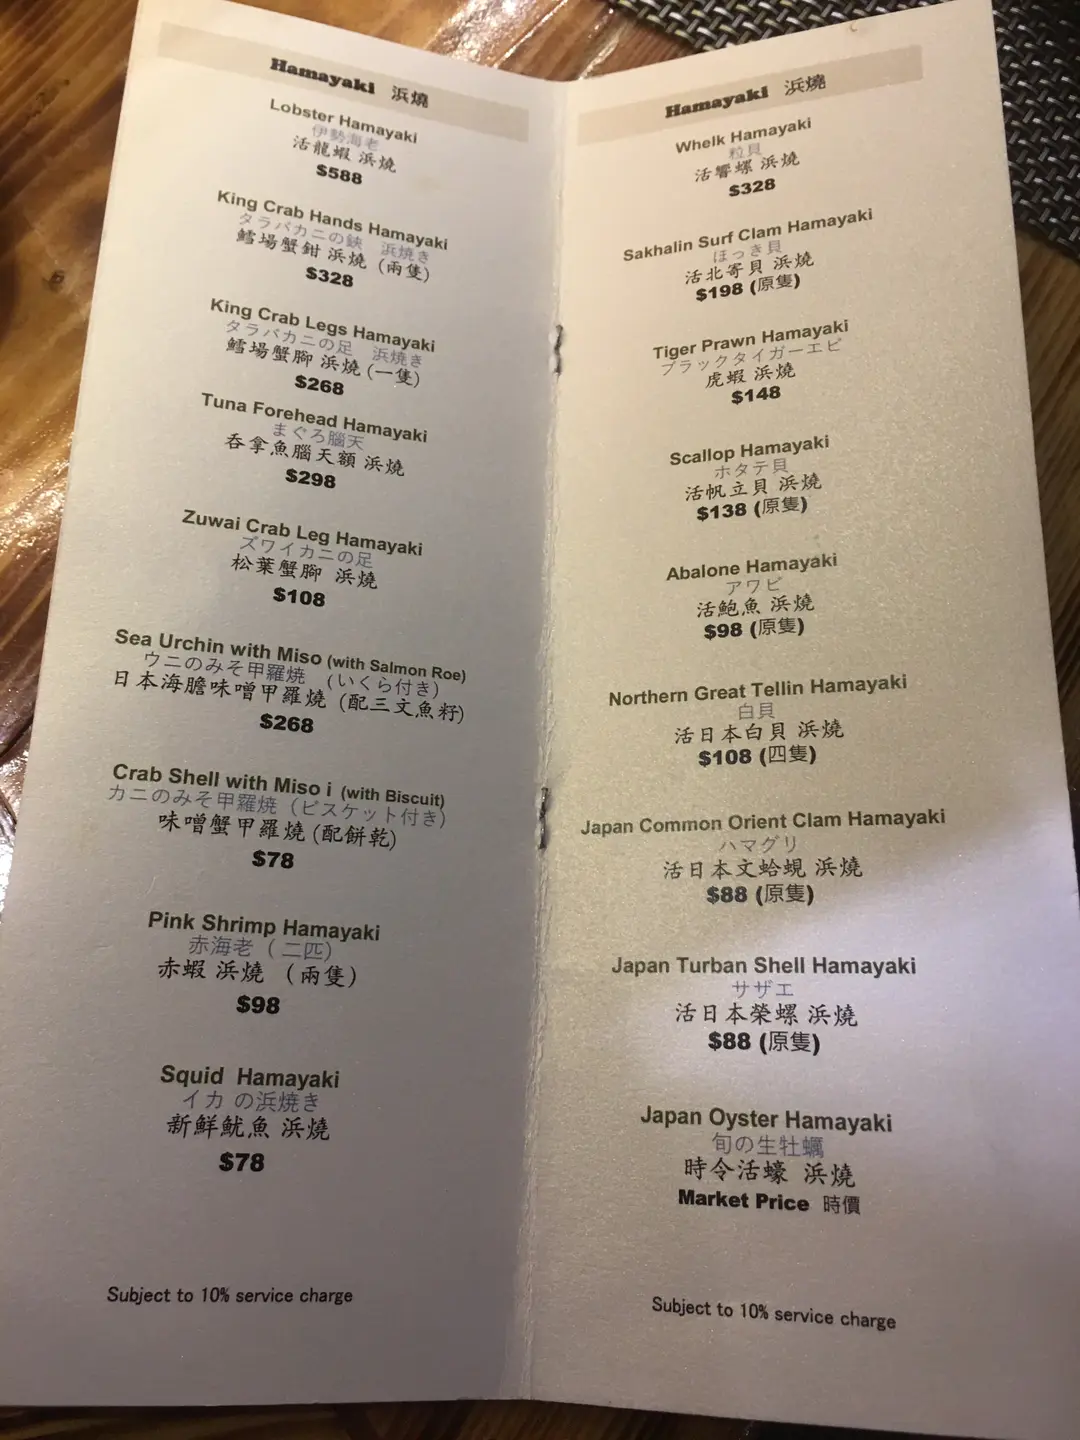 Hamayaki 浜燒
Lobster Hamayaki
伊勢海老
活龍蝦 浜燒
$588
King Crab Hands Hamayaki
タラバカニの鋏 浜焼き
鱈場蟹鉗 浜燒 (兩隻)
$328
King Crab Legs Hamayaki
タラバカニの足 浜焼き
鱈場蟹腳 浜燒 (一隻)
$268
Tuna Forehead Hamayaki
まぐろ腦天
吞拿魚腦天額 浜燒
$298
Zuwai Crab Leg Hamayaki
ズワイカニの足
松葉蟹腳 浜燒
$108
Sea Urchin with Miso (with Salmon Roe)
ウニのみそ甲羅焼 (いくら付き)
日本海膽味噌甲羅燒 (配三文魚籽)
$268
Crab Shell with Miso i (with Biscuit)
カニのみそ甲羅焼 (ビスケット付き)
味噌蟹甲羅燒 (配餅乾)
$78
Pink Shrimp Hamayaki
赤海老 (二匹)
赤蝦 浜燒 (兩隻)
$98
Squid Hamayaki
イカ の浜焼き
新鮮魷魚 浜燒
$78
Subject to 10% service charge
Hamayaki 浜燒
Whelk Hamayaki
粒貝
活響螺 浜燒
$328
Sakhalin Surf Clam Hamayaki
ほっき貝
活北寄貝 浜燒
$198 (原隻)
Tiger Prawn Hamayaki
ブラックタイガーエビ
虎蝦 浜燒
$148
Scallop Hamayaki
ホタテ貝
活帆立貝 浜燒
$138 (原隻)
Abalone Hamayaki
アワビ
活鮑魚 浜燒
$98 (原隻)
Northern Great Tellin Hamayaki
白貝
活日本白貝 浜燒
$108 (四隻)
Japan Common Orient Clam Hamayaki
ハマグリ
活日本文蛤蜆 浜燒
$88 (原隻)
Japan Turban Shell Hamayaki
サザエ
活日本榮螺 浜燒
$88 (原隻)
Japan Oyster Hamayaki
旬の生牡蠣
時令活蠔 浜燒
Market Price 時價
Subject to 10% service charge